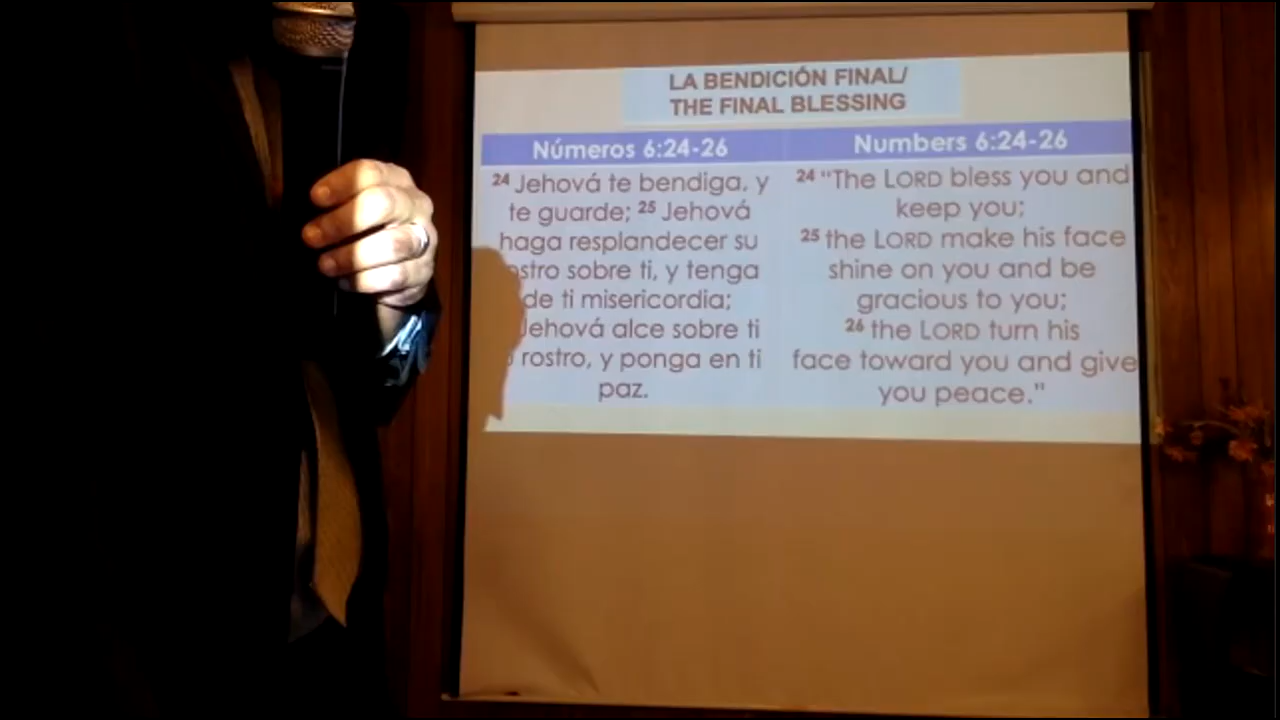 LA BENDICIÓN FINAL/
THE FINAL BLESSING
Números 6:24-26
24 Jehová te bendiga, y
te guarde; 25 Jehová
haga resplandecer su
stro sobre ti, y tenga
de ti misericordia;
Jehová alce sobre ti
rostro, y ponga en ti
paz.
Numbers 6:24-26
24 "The LORD bless you and
keep you;
25 the LORD make his face
shine on you and be
gracious to you;
26 the LORD turn his
face toward you and give
you peace."